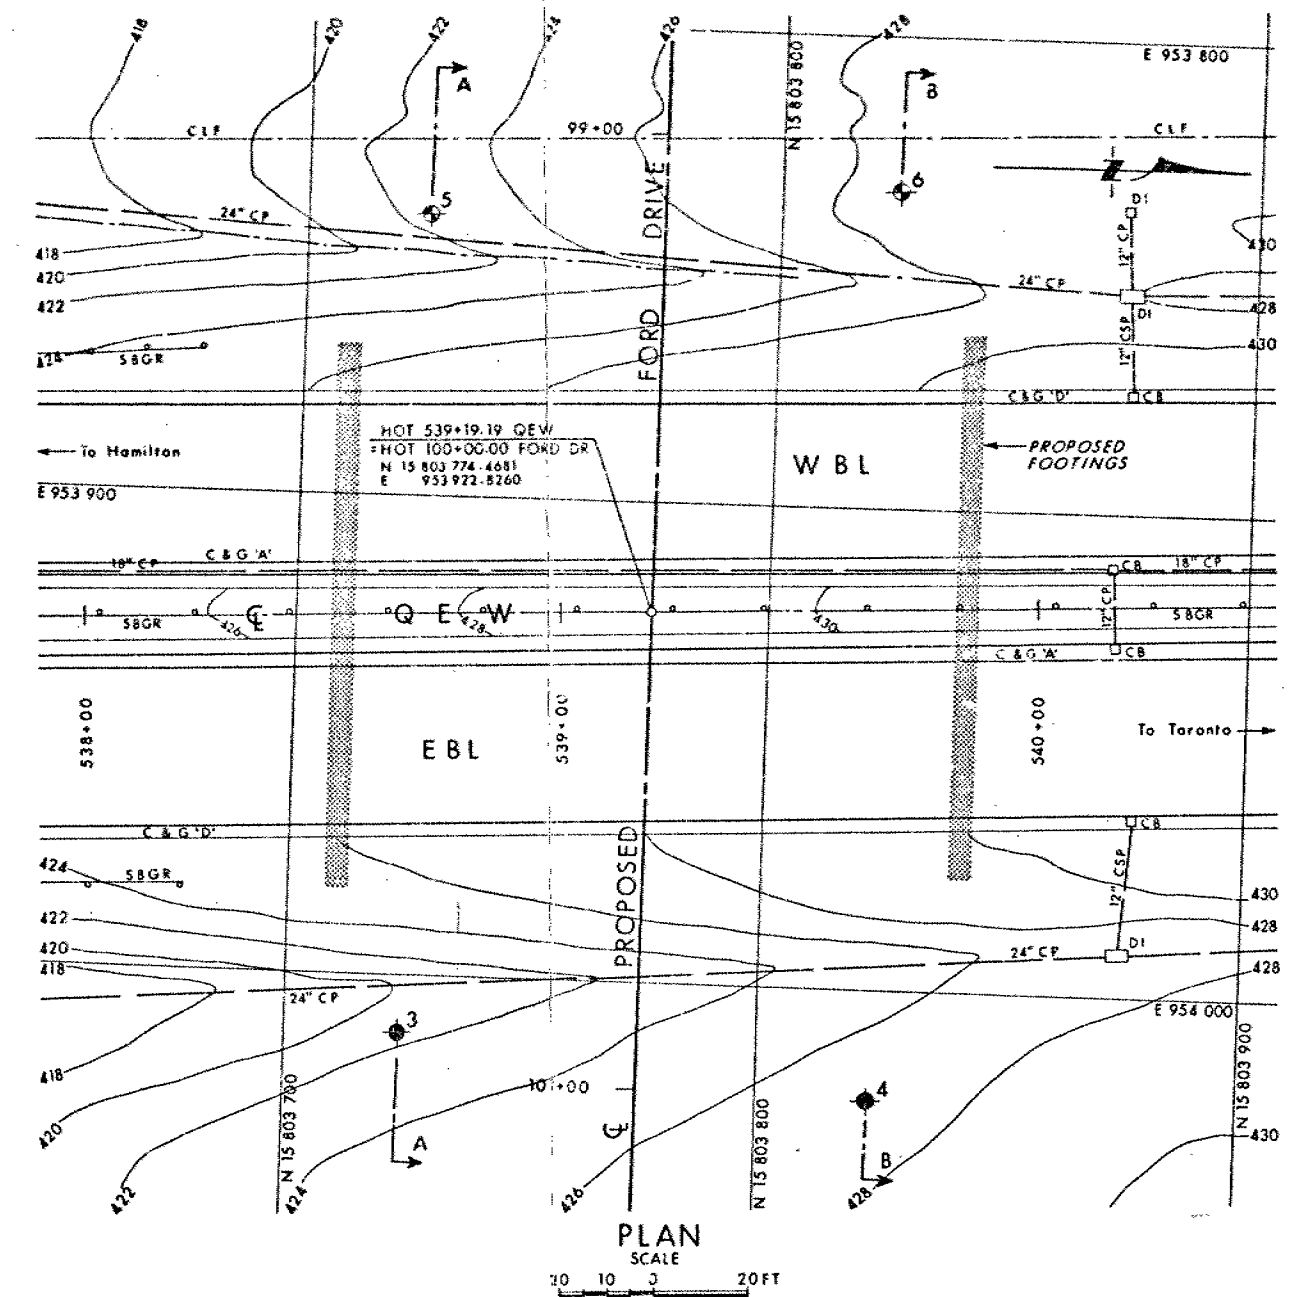 418
420
422
424
426
428
N 15 803 800
E 953 800
A
B
CLF
99+00
CLF
5
6
24" CP
FORD DRIVE
D1
12" CP
418
420
422
424
SBGR
430
24" CP
D1
428
12" CSP
430
C&G 'D'
CB
HOT 539+19.19 QEW
=HOT 100+00.00 FORD DR
N 15 803 774.4681
E 953 922.8260
To Hamilton
WBL
PROPOSED
FOOTINGS
E 953 900
C & G 'A'
18" CP
CB
18" CP
SBGR
426
Q E W
428
430
12" CP
SBGR
C & G 'A'
CB
538+00
539+00
540+00
EBL
To Toronto
C & G 'D'
CB
424
SBGR
PROPOSED
12" CSP
430
422
428
420
24" CP
D1
418
428
24" CP
E 954 000
3
418
101+00
4
420
N 15 803 700
A
N 15 803 800
B
N 15 803 900
430
422
424
426
428
PLAN
SCALE
10 0 20 FT